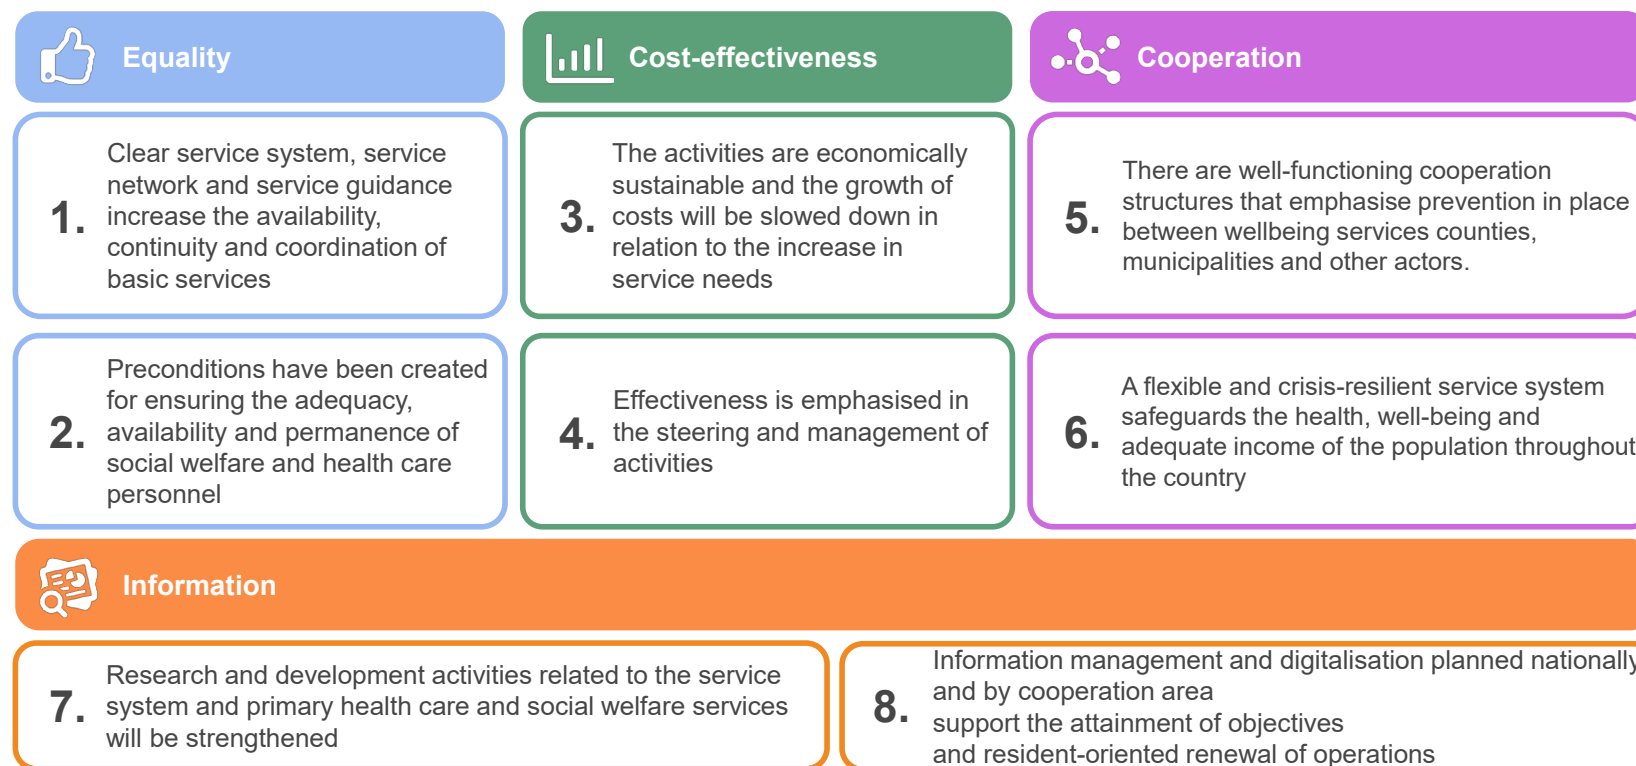 Equality
Clear service system, service
1. network and service guidance
increase the availability,
continuity and coordination of
basic services
Preconditions have been created
for ensuring the adequacy,
2. availability and permanence of
social welfare and health care
personnel
Cost-effectiveness
The activities are economically
sustainable and the growth of
3. costs will be slowed down in
relation to the increase in
service needs
Effectiveness is emphasised in
4. the steering and management of
activities
Cooperation
There are well-functioning cooperation
5. structures that emphasise prevention in place
between wellbeing services counties,
municipalities and other actors.
A flexible and crisis-resilient service system
6. safeguards the health, well-being and
adequate income of the population throughout
the country
Information
Research and development activities related to the service
7. system and primary health care and social welfare services
will be strengthened
Information management and digitalisation planned nationally
8. and by cooperation area
support the attainment of objectives
and resident-oriented renewal of operations